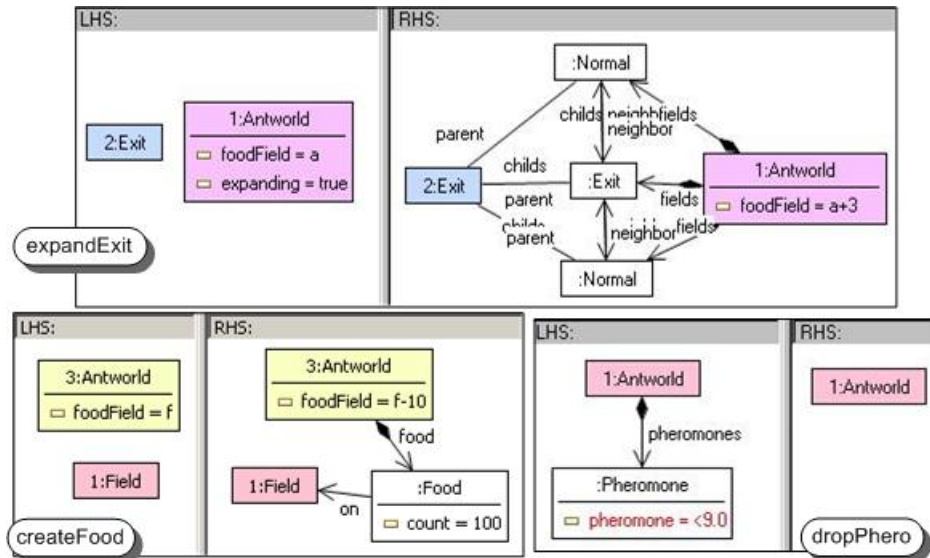 LHS:
RHS:
2:Exit
1:Antworld
foodField = a
expanding = true
expandExit
:Normal
childs
fields
neighbor
parent
2:Exit
childs
:Exit
parent
fields
1:Antworld
foodField = a+3
parent
neighbor
fields
:Normal
LHS:
3:Antworld
foodField = f
1:Field
createFood
RHS:
3:Antworld
foodField = f-10
food
1:Field
on
:Food
count = 100
LHS:
1:Antworld
pheromones
:Pheromone
pheromone = <9.0
RHS:
1:Antworld
dropPhero